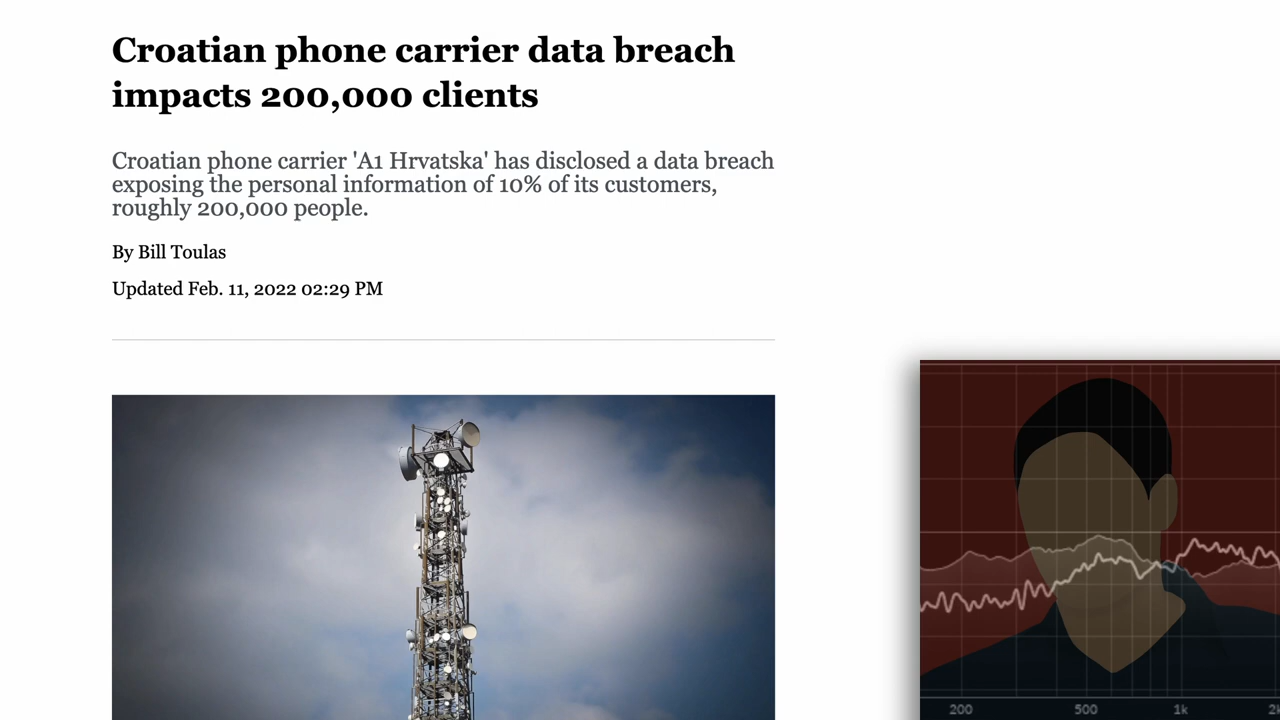 Croatian phone carrier data breach
impacts 200,000 clients
Croatian phone carrier 'A1 Hrvatska' has disclosed a data breach
exposing the personal information of 10% of its customers,
roughly 200,000 people.
By Bill Toulas
Updated Feb. 11, 2022 02:29 PM
200 500 1k